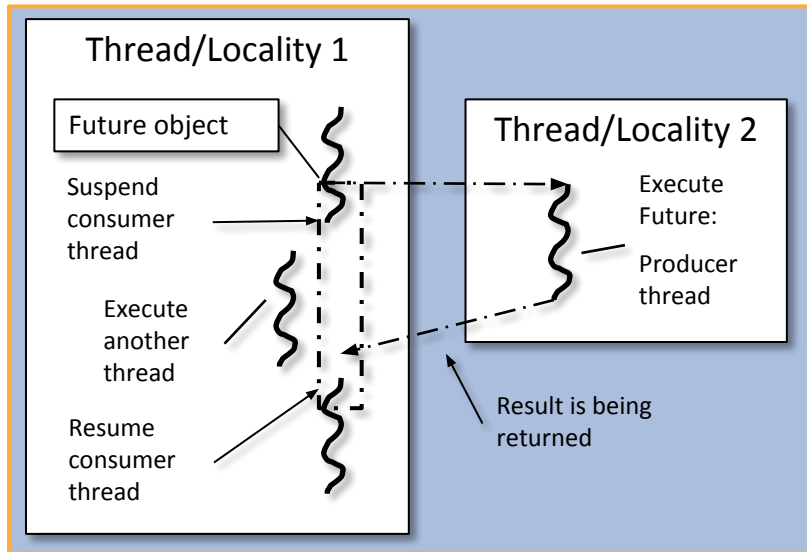 Thread/Locality 1
Future object
Suspend
consumer
thread
Execute
another
thread
Resume
consumer
thread
Thread/Locality 2
Execute
Future:
Producer
thread
Result is being
returned